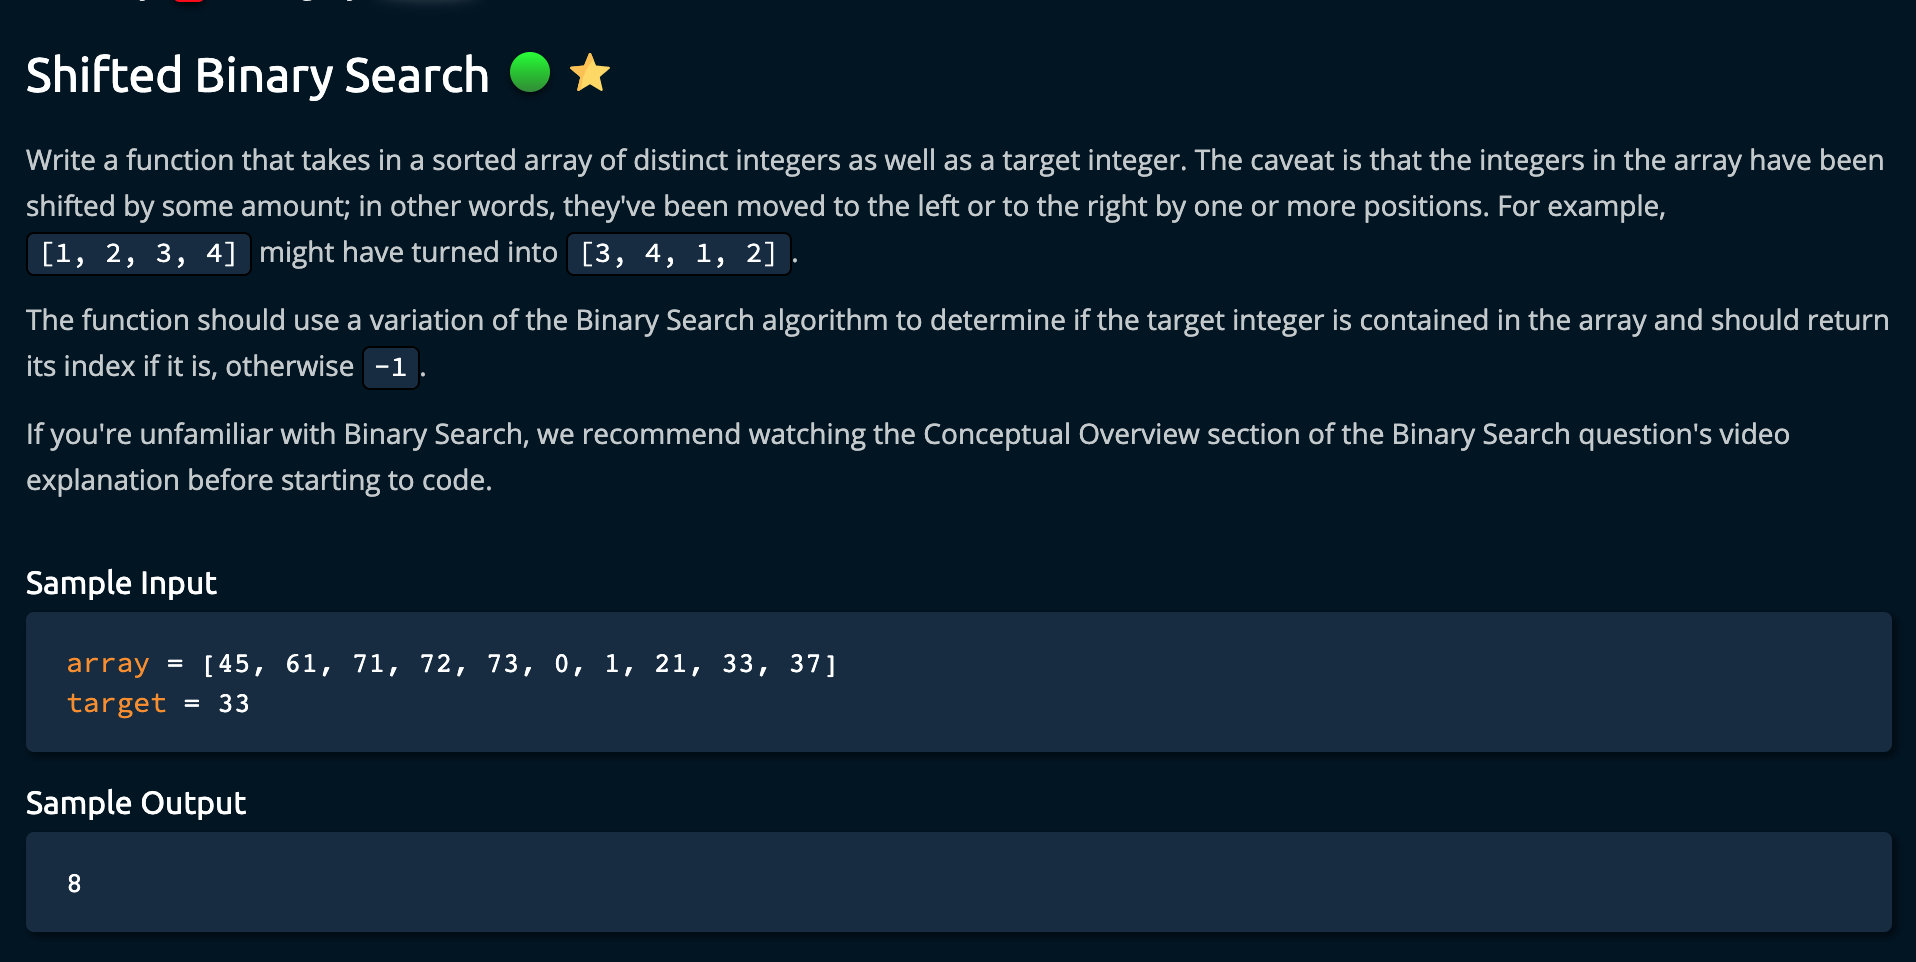 Shifted Binary Search
Write a function that takes in a sorted array of distinct integers as well as a target integer. The caveat is that the integers in the array have been
shifted by some amount; in other words, they've been moved to the left or to the right by one or more positions. For example,
[1, 2, 3, 4] might have turned into [3, 4, 1, 2].
The function should use a variation of the Binary Search algorithm to determine if the target integer is contained in the array and should return
its index if it is, otherwise -1.
If you're unfamiliar with Binary Search, we recommend watching the Conceptual Overview section of the Binary Search question's video
explanation before starting to code.
Sample Input
array = [45, 61, 71, 72, 73, 0, 1, 21, 33, 37]
target = 33
Sample Output
8